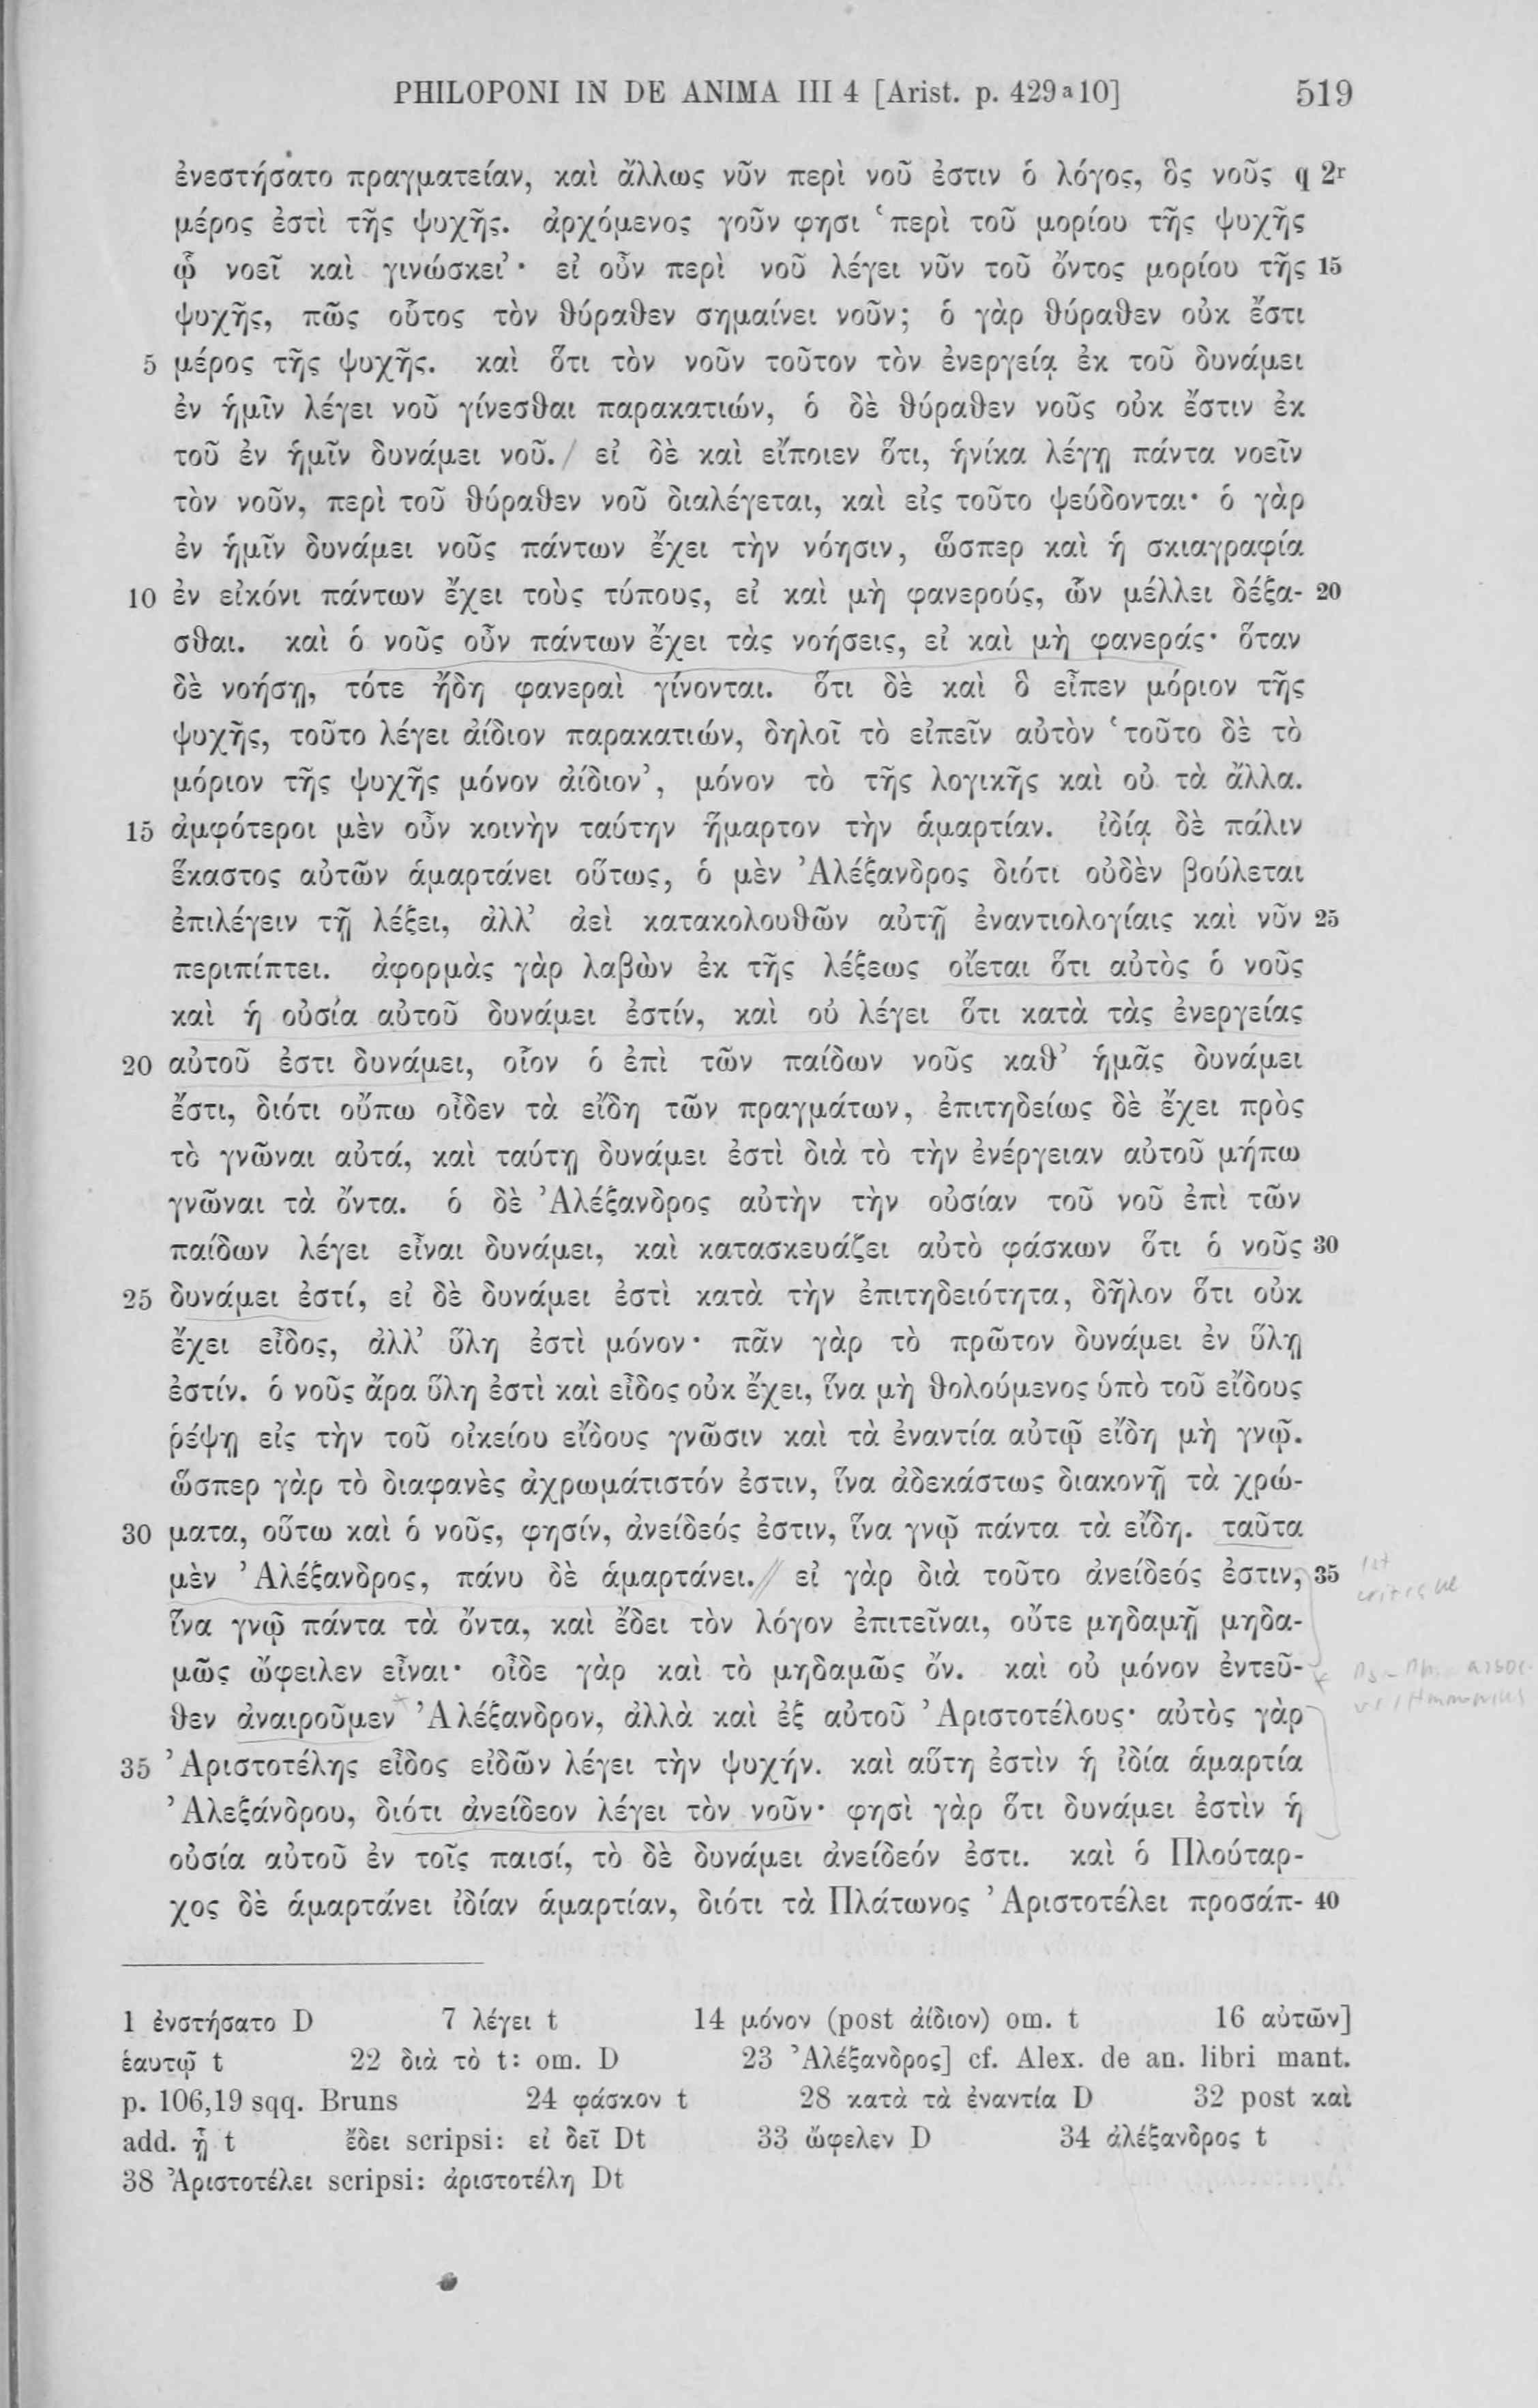 PHILOPONI IN DE ANIMA III 4 [Arist. p. 429a10] 519
ἐνεστήσατο πραγματείαν, καὶ ἄλλως νῦν περὶ νοῦ ἐστιν ὁ λόγος, ὃς νοῦς q 2r
μέρος ἐστὶ τῆς ψυχῆς. ἀρχόμενος γοῦν φησι ‘περὶ τοῦ μορίου τῆς ψυχῆς
ᾧ νοεῖ καὶ γινώσκει’· εἰ οὖν περὶ νοῦ λέγει νῦν τοῦ ὄντος μορίου τῆς 15
ψυχῆς, πῶς οὗτος τὸν θύραθεν σημαίνει νοῦν; ὁ γὰρ θύραθεν οὐκ ἔστι
5 μέρος τῆς ψυχῆς. καὶ ὅτι τὸν νοῦν τοῦτον τὸν ἐνεργείᾳ ἐκ τοῦ δυνάμει
ἐν ἡμῖν λέγει νοῦ γίνεσθαι παρακατιών, ὁ δὲ θύραθεν νοῦς οὐκ ἔστιν ἐκ
τοῦ ἐν ἡμῖν δυνάμει νοῦ. / εἰ δὲ καὶ εἴποιεν ὅτι, ἡνίκα λέγῃ πάντα νοεῖν
τὸν νοῦν, περὶ τοῦ θύραθεν νοῦ διαλέγεται, καὶ εἰς τοῦτο ψεύδονται· ὁ γὰρ
ἐν ἡμῖν δυνάμει νοῦς πάντων ἔχει τὴν νόησιν, ὥσπερ καὶ ἡ σκιαγραφία
10 ἐν εἰκόνι πάντων ἔχει τοὺς τύπους, εἰ καὶ μὴ φανερούς, ὧν μέλλει δέξα- 20
σθαι. καὶ ὁ νοῦς οὖν πάντων ἔχει τὰς νοήσεις, εἰ καὶ μὴ φανεράς· ὅταν
δὲ νοήσῃ, τότε ἤδη φανεραὶ γίνονται. ὅτι δὲ καὶ ὃ εἶπεν μόριον τῆς
ψυχῆς, τοῦτο λέγει ἀίδιον παρακατιών, δηλοῖ τὸ εἰπεῖν αὐτὸν ‘τοῦτο δὲ τὸ
μόριον τῆς ψυχῆς μόνον ἀίδιον’, μόνον τὸ τῆς λογικῆς καὶ οὐ τὰ ἄλλα.
15 ἀμφότεροι μὲν οὖν κοινὴν ταύτην ἥμαρτον τὴν ἁμαρτίαν. ἰδίᾳ δὲ πάλιν
ἕκαστος αὐτῶν ἁμαρτάνει οὕτως, ὁ μὲν Ἀλέξανδρος διότι οὐδὲν βούλεται
ἐπιλέγειν τῇ λέξει, ἀλλ’ ἀεὶ κατακολουθῶν αὐτῇ ἐναντιολογίαις καὶ νῦν 25
περιπίπτει. ἀφορμὰς γὰρ λαβὼν ἐκ τῆς λέξεως οἴεται ὅτι αὐτὸς ὁ νοῦς
καὶ ἡ οὐσία αὐτοῦ δυνάμει ἐστίν, καὶ οὐ λέγει ὅτι κατὰ τὰς ἐνεργείας
20 αὐτοῦ ἐστι δυνάμει, οἷον ὁ ἐπὶ τῶν παίδων νοῦς καθ’ ἡμᾶς δυνάμει
ἔστι, διότι οὔπω οἶδεν τὰ εἴδη τῶν πραγμάτων, ἐπιτηδείως δὲ ἔχει πρὸς
τὸ γνῶναι αὐτά, καὶ ταύτῃ δυνάμει ἐστὶ διὰ τὸ τὴν ἐνέργειαν αὐτοῦ μήπω
γνῶναι τὰ ὄντα. ὁ δὲ Ἀλέξανδρος αὐτὴν τὴν οὐσίαν τοῦ νοῦ ἐπὶ τῶν
παίδων λέγει εἶναι δυνάμει, καὶ κατασκευάζει αὐτὸ φάσκων ὅτι ὁ νοῦς 30
25 δυνάμει ἐστί, εἰ δὲ δυνάμει ἐστὶ κατὰ τὴν ἐπιτηδειότητα, δῆλον ὅτι οὐκ
ἔχει εἶδος, ἀλλ’ ὕλη ἐστὶ μόνον· πᾶν γὰρ τὸ πρῶτον δυνάμει ἐν ὕλῃ
ἐστίν. ὁ νοῦς ἄρα ὕλη ἐστὶ καὶ εἶδος οὐκ ἔχει, ἵνα μὴ θολούμενος ὑπὸ τοῦ εἴδους
ῥέψῃ εἰς τὴν τοῦ οἰκείου εἴδους γνῶσιν καὶ τὰ ἐναντία αὐτῷ εἴδη μὴ γνῷ.
ὥσπερ γὰρ τὸ διαφανὲς ἀχρωμάτιστόν ἐστιν, ἵνα ἀδεκάστως διακονῇ τὰ χρώ-
30 ματα, οὕτω καὶ ὁ νοῦς, φησίν, ἀνείδεός ἐστιν, ἵνα γνῷ πάντα τὰ εἴδη. ταῦτα
μὲν Ἀλέξανδρος, πάνυ δὲ ἁμαρτάνει. // εἰ γὰρ διὰ τοῦτο ἀνείδεός ἐστιν, 35 1st
ἵνα γνῷ πάντα τὰ ὄντα, καὶ ἔδει τὸν λόγον ἐπιτεῖναι, οὔτε μηδαμῇ μηδα- critique
μῶς ὤφειλεν εἶναι· οἶδε γὰρ καὶ τὸ μηδαμῶς ὄν. καὶ οὐ μόνον ἐντεῦ-
θεν ἀναιροῦμεν Ἀλέξανδρον, ἀλλὰ καὶ ἐξ αὐτοῦ Ἀριστοτέλους· αὐτὸς γὰρ
35 Ἀριστοτέλης εἶδος εἰδῶν λέγει τὴν ψυχήν. καὶ αὕτη ἐστὶν ἡ ἰδία ἁμαρτία
Ἀλεξάνδρου, διότι ἀνείδεον λέγει τὸν νοῦν· φησὶ γὰρ ὅτι δυνάμει ἐστὶν ἡ
οὐσία αὐτοῦ ἐν τοῖς παισί, τὸ δὲ δυνάμει ἀνείδεόν ἐστι. καὶ ὁ Πλούταρ-
χος δὲ ἁμαρτάνει ἰδίαν ἁμαρτίαν, διότι τὰ Πλάτωνος Ἀριστοτέλει προσάπ- 40
1 ἐνστήσατο D 7 λέγει t 14 μόνον (post ἀίδιον) om. t 16 αὐτῶν]
ἑαυτῷ t 22 διὰ τὸ t: om. D 23 Ἀλέξανδρος] cf. Alex. de an. libri mant.
p. 106,19 sqq. Bruns 24 φάσκον t 28 κατὰ τὰ ἐναντία D 32 post καὶ
add. ᾗ t ἔδει scripsi: εἰ δεῖ Dt 33 ὤφελεν D 34 ἀλέξανδρος t
38 Ἀριστοτέλει scripsi: ἀριστοτέλη Dt